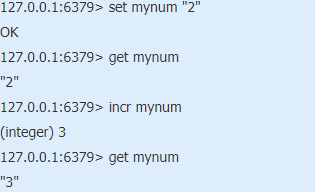 127.0.0.1:6379> set mynum "2"
OK
127.0.0.1:6379> get mynum
"2"
127.0.0.1:6379> incr mynum
(integer) 3
127.0.0.1:6379> get mynum
"3"